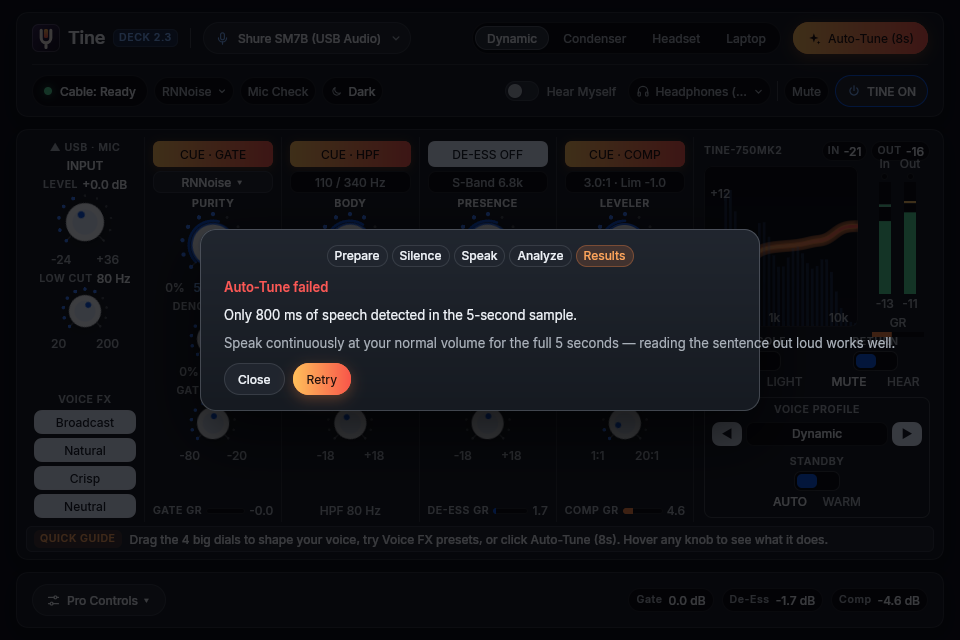 Tine DECK 2.3 Shure SM7B (USB Audio) Dynamic Condenser Headset Laptop Auto-Tune (8s)
Cable: Ready RNNoise Mic Check Dark Hear Myself Headphones (... Mute TINE ON
USB · MIC
INPUT
LEVEL +0.0 dB
-24 +36
LOW CUT 80 Hz
20 200
VOICE FX
Broadcast
Natural
Crisp
Neutral
CUE · GATE
RNNoise
PURITY
0%
0%
-80 -20
GATE GR -0.0
CUE · HPF
110 / 340 Hz
BODY
-18 +18
HPF 80 Hz
DE-ESS OFF
S-Band 6.8k
PRESENCE
-18 +18
DE-ESS GR 1.7
CUE · COMP
3.0:1 · Lim -1.0
LEVELER
1:1 20:1
COMP GR 4.6
TINE-750MK2 IN -21 OUT -16
In Out
+12
1k 10k
-13 -11
GR
LIGHT MUTE HEAR
VOICE PROFILE
Dynamic
STANDBY
AUTO WARM
Prepare Silence Speak Analyze Results
Auto-Tune failed
Only 800 ms of speech detected in the 5-second sample.
Speak continuously at your normal volume for the full 5 seconds — reading the sentence out loud works well.
Close Retry
QUICK GUIDE Drag the 4 big dials to shape your voice, try Voice FX presets, or click Auto-Tune (8s). Hover any knob to see what it does.
Pro Controls Gate 0.0 dB De-Ess -1.7 dB Comp -4.6 dB